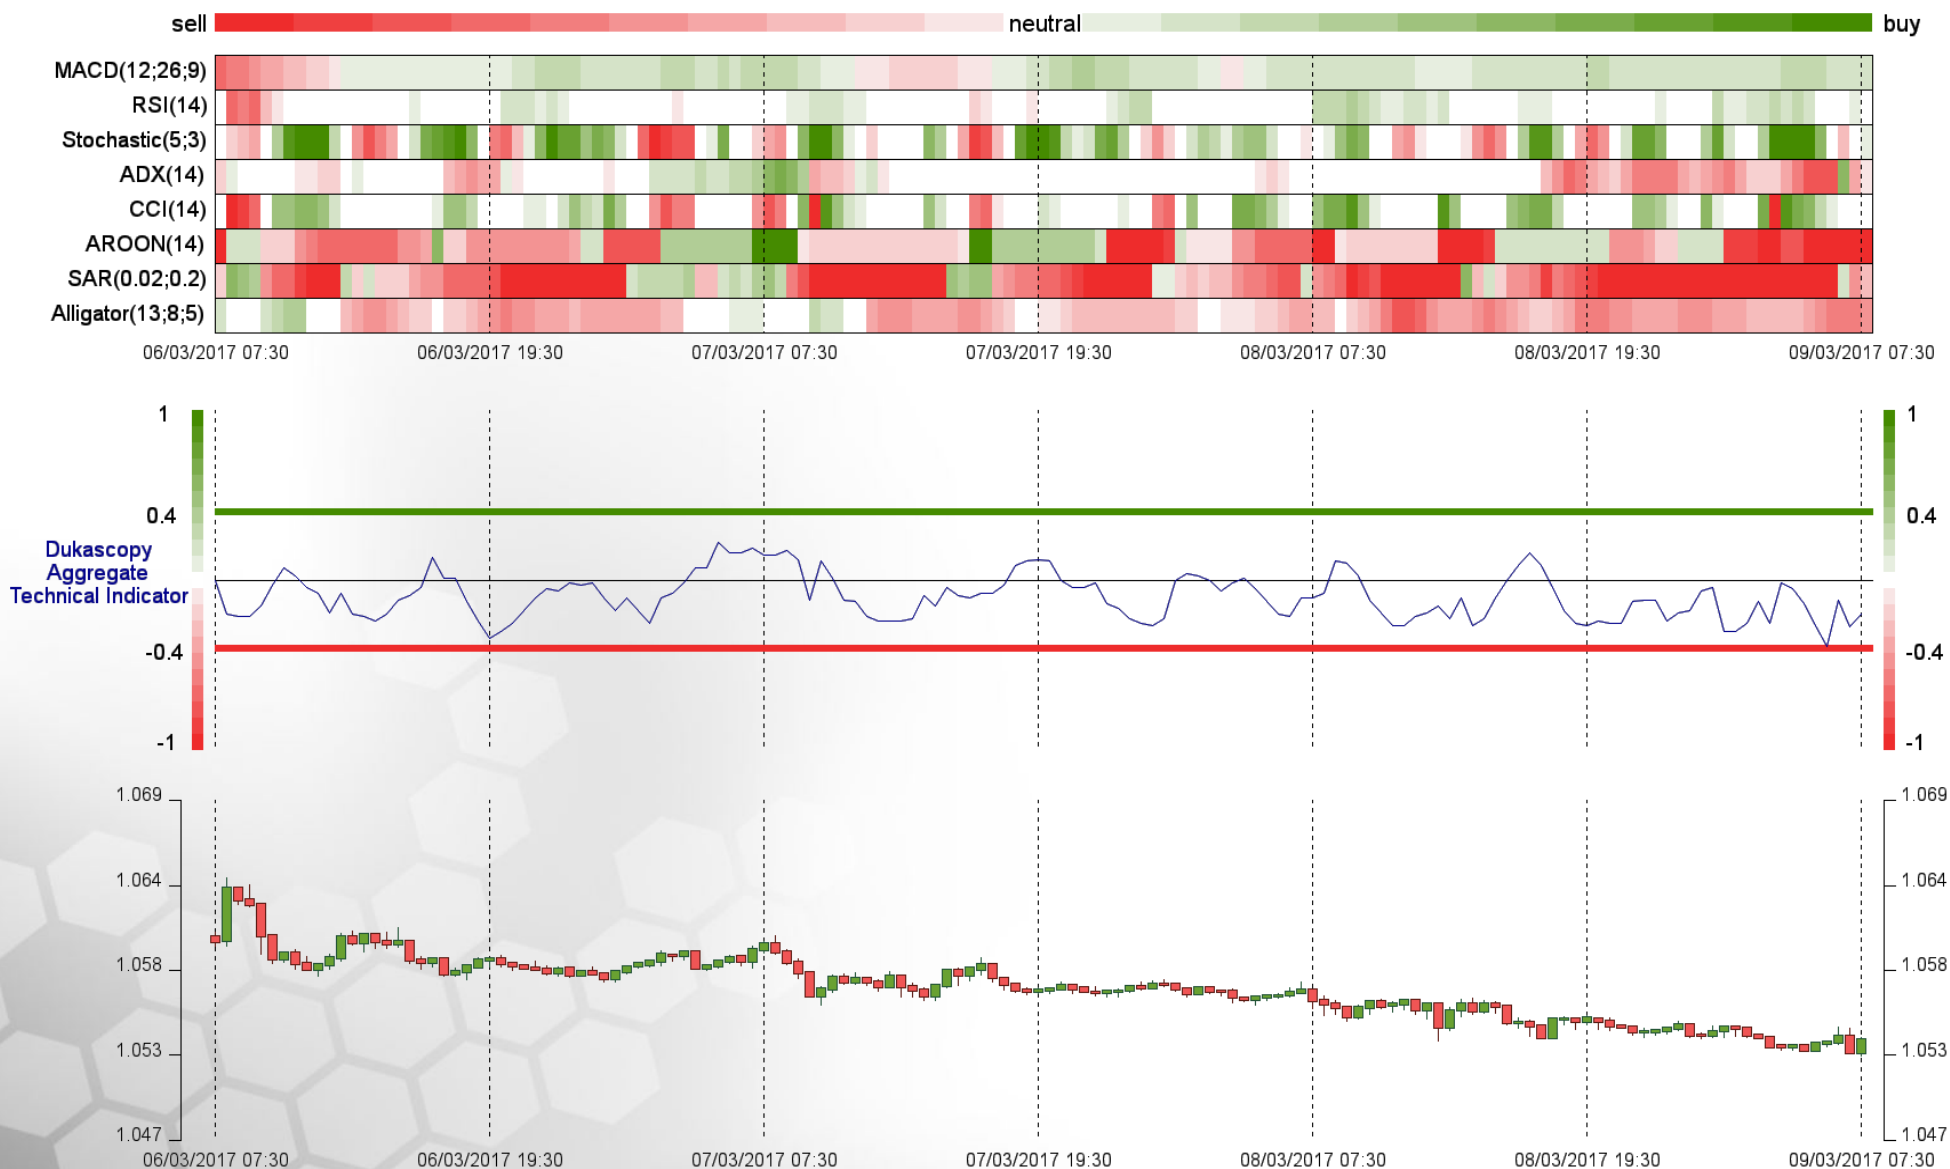 sell neutral buy
MACD(12;26;9)
RSI(14)
Stochastic(5;3)
ADX(14)
CCI(14)
AROON(14)
SAR(0.02;0.2)
Alligator(13;8;5)
06/03/2017 07:30 06/03/2017 19:30 07/03/2017 07:30 07/03/2017 19:30 08/03/2017 07:30 08/03/2017 19:30 09/03/2017 07:30
1 1
0.4 0.4
Dukascopy
Aggregate
Technical Indicator
-0.4 -0.4
-1 -1
1.069 1.069
1.064 1.064
1.058 1.058
1.053 1.053
1.047 1.047
06/03/2017 07:30 06/03/2017 19:30 07/03/2017 07:30 07/03/2017 19:30 08/03/2017 07:30 08/03/2017 19:30 09/03/2017 07:30